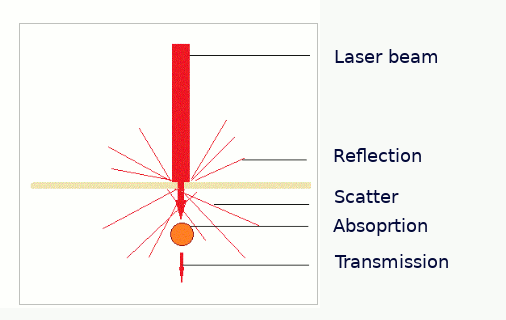 Laser beam
Reflection
Scatter
Absoprtion
Transmission